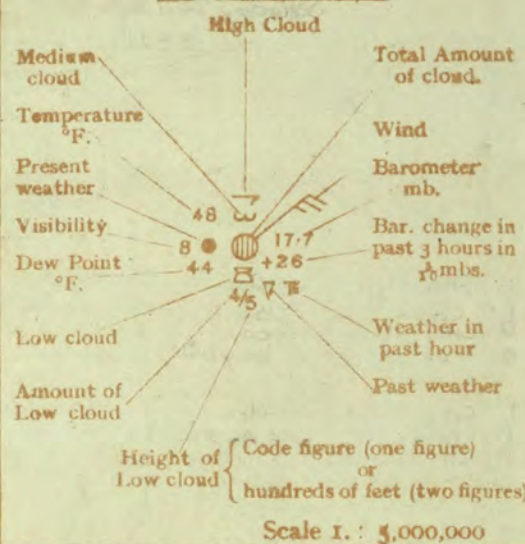 High Cloud
Medium
cloud
Total Amount
of cloud.
Temperature
°F.
Wind
Present
weather
Barometer
mb.
48
Visibility
8
17.7
Bar. change in
past 3 hours in
mbs.
+26
Dew Point
°F.
44
4/5
Low cloud
Weather in
past hour
Amount of
Low cloud
Past weather
Height of
Low cloud
Code figure (one figure)
or
hundreds of feet (two figures)
Scale 1. : 5,000,000